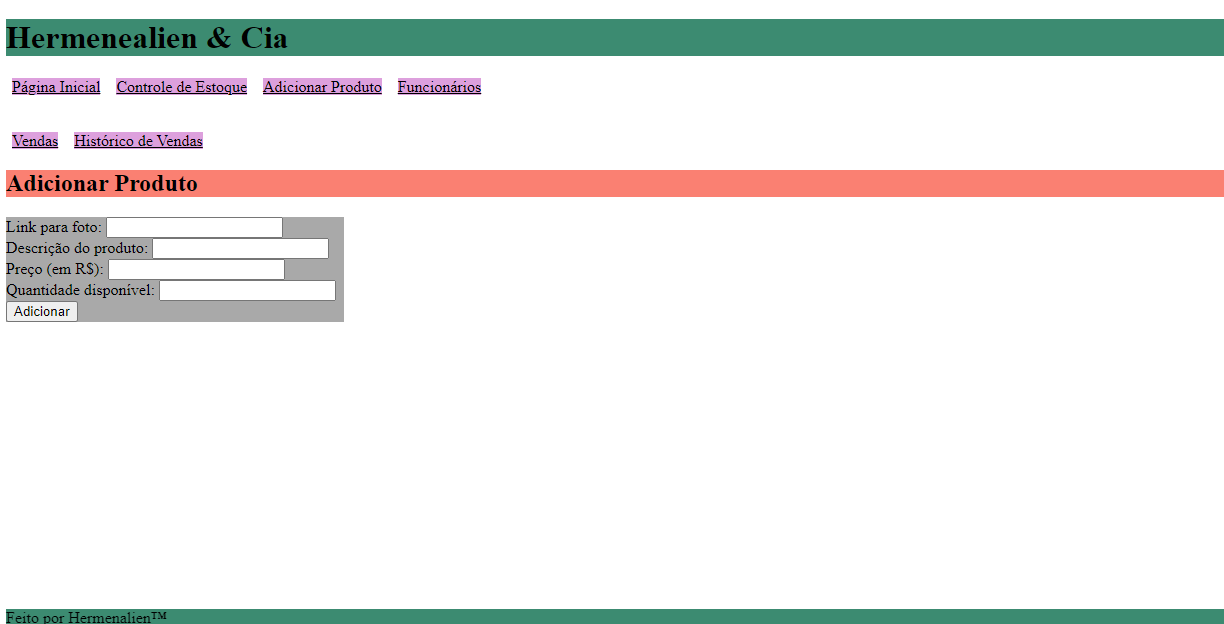 Hermenealien & Cia
Página Inicial Controle de Estoque Adicionar Produto Funcionários
Vendas Histórico de Vendas
Adicionar Produto
Link para foto:
Descrição do produto:
Preço (em R$):
Quantidade disponível:
Adicionar
Feito por Hermenalien™